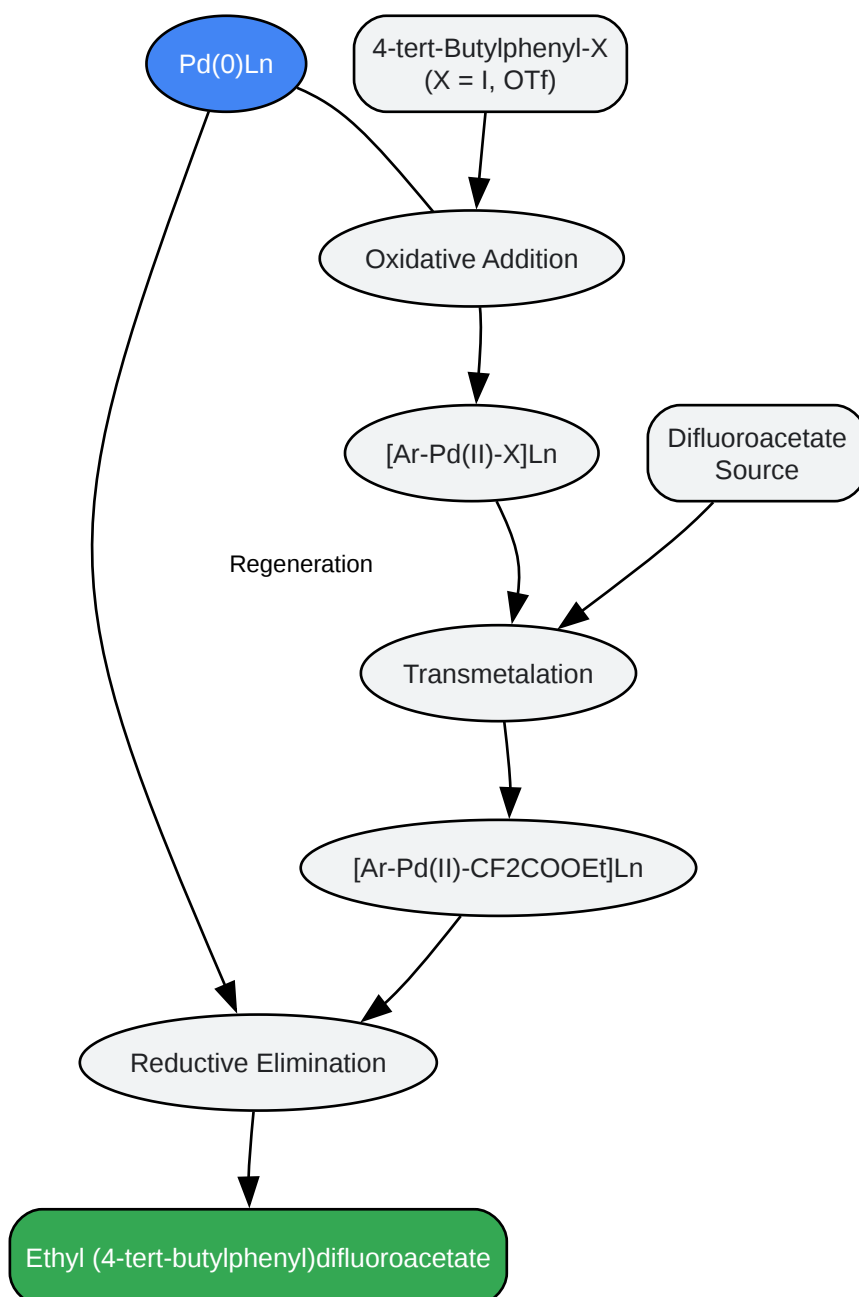 Pd(0)Ln
4-tert-Butylphenyl-X
(X = I, OTf)
Oxidative Addition
[Ar-Pd(II)-X]Ln
Difluoroacetate
Source
Regeneration
Transmetalation
[Ar-Pd(II)-CF2COOEt]Ln
Reductive Elimination
Ethyl (4-tert-butylphenyl)difluoroacetate